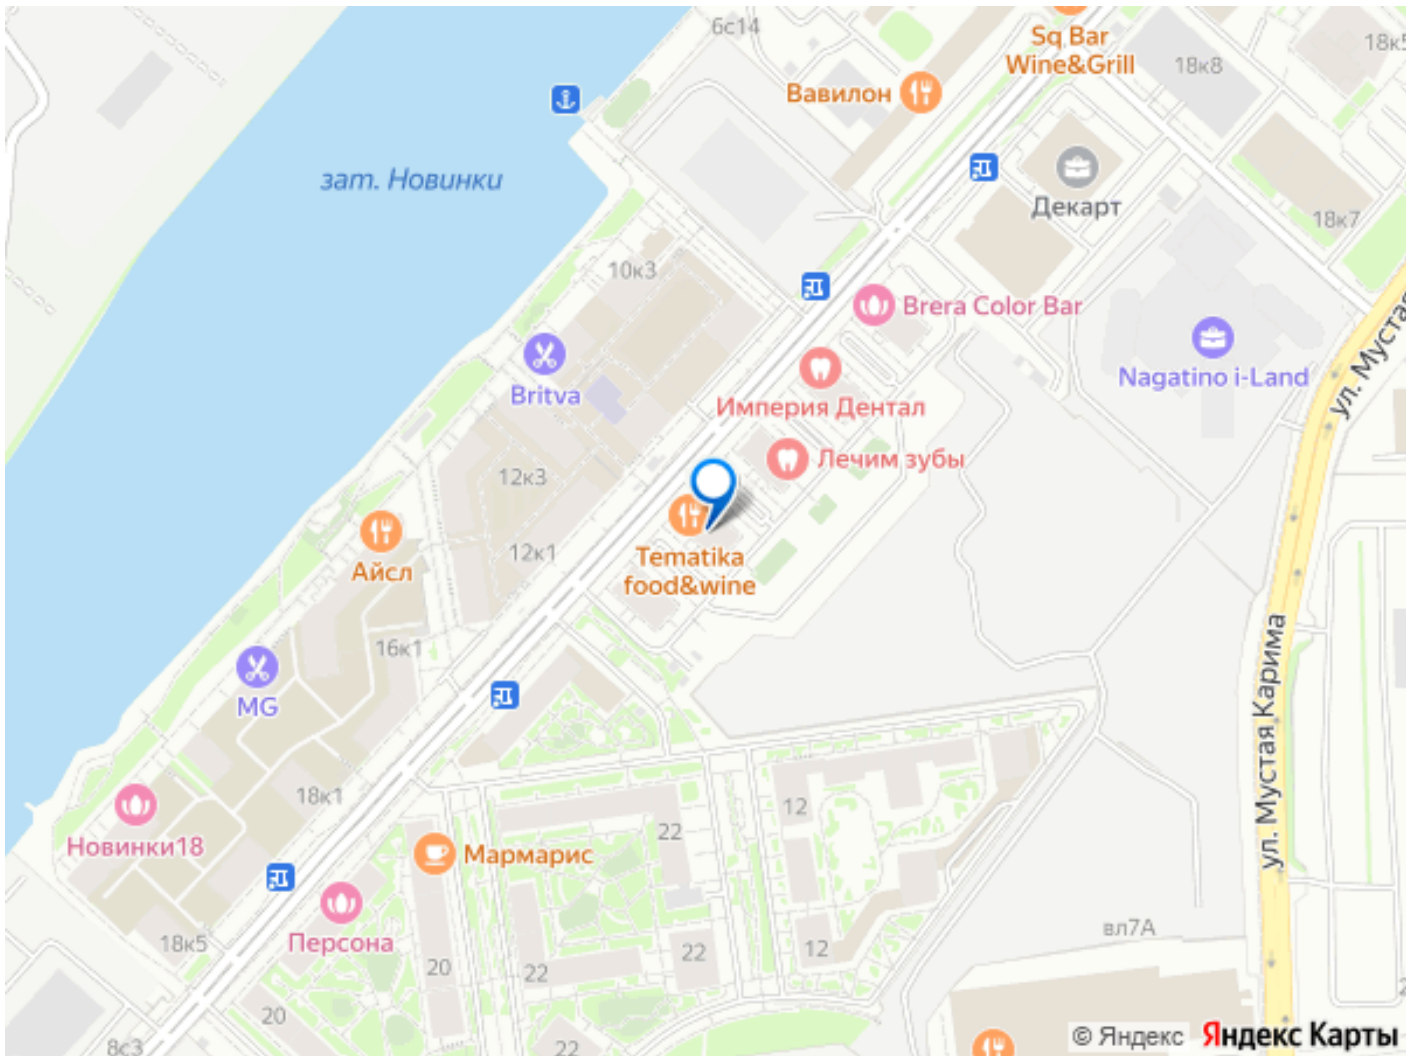 6с14
Sq Bar
Wine&Grill
18к8
Вавилон
зат. Новинки
Декарт
18к7
10к3
Brera Color Bar
Nagatino i-Land
Britva
Империя Дентал
ул. Мустая
Лечим зубы
12к3
12к1
Tematika
food&wine
Айсл
16к1
MG
ул. Мустая Карима
18к1
12
22
Новинки18
Мармарис
Персона
18к5
20
22
22
12
вл7А
20
8с3
22
© Яндекс
Яндекс Карты